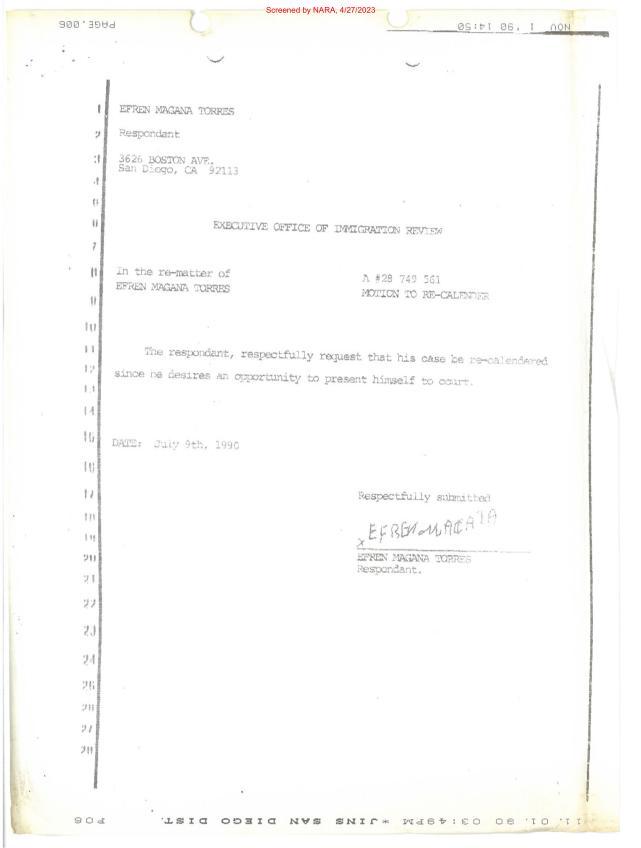 Screened by NARA, 4/27/2023
NOV 1 '90 14:50 PAGE.006
1 EFREN MAGANA TORRES
2 Respondant
3 3626 BOSTON AVE.
4 San Diego, CA 92113
5
6 EXECUTIVE OFFICE OF IMMIGRATION REVIEW
7
8 In the re-matter of A #28 749 561
9 EFREN MAGANA TORRES MOTION TO RE-CALENDER
10
11 The respondant, respectfully request that his case be re-calendered
12 since he desires an opportunity to present himself to court.
13
14
15 DATE: July 9th, 1990
16
17 Respectfully submitted
18
19 x EFREN
20 EFREN MAGANA TORRES
21 Respondant.
22
23
24
25
26
27
28
11.01.90 03:49PM *JINS SAN DIEGO DIST. P06